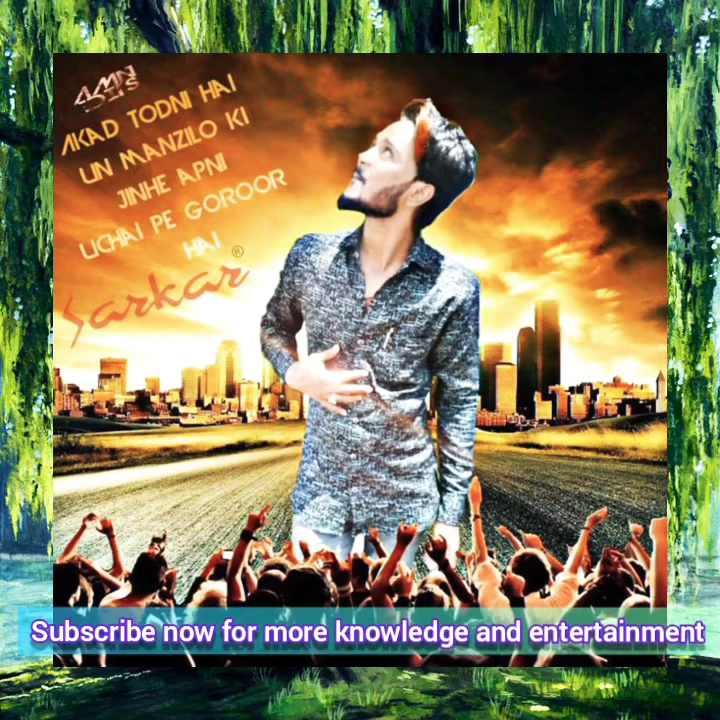 AKAD TODNI HAI
UN MANZILO KI
JINHE APNI
UCHAI PE GOROOR
HAI
Sarkar®
Subscribe now for more knowledge and entertainment